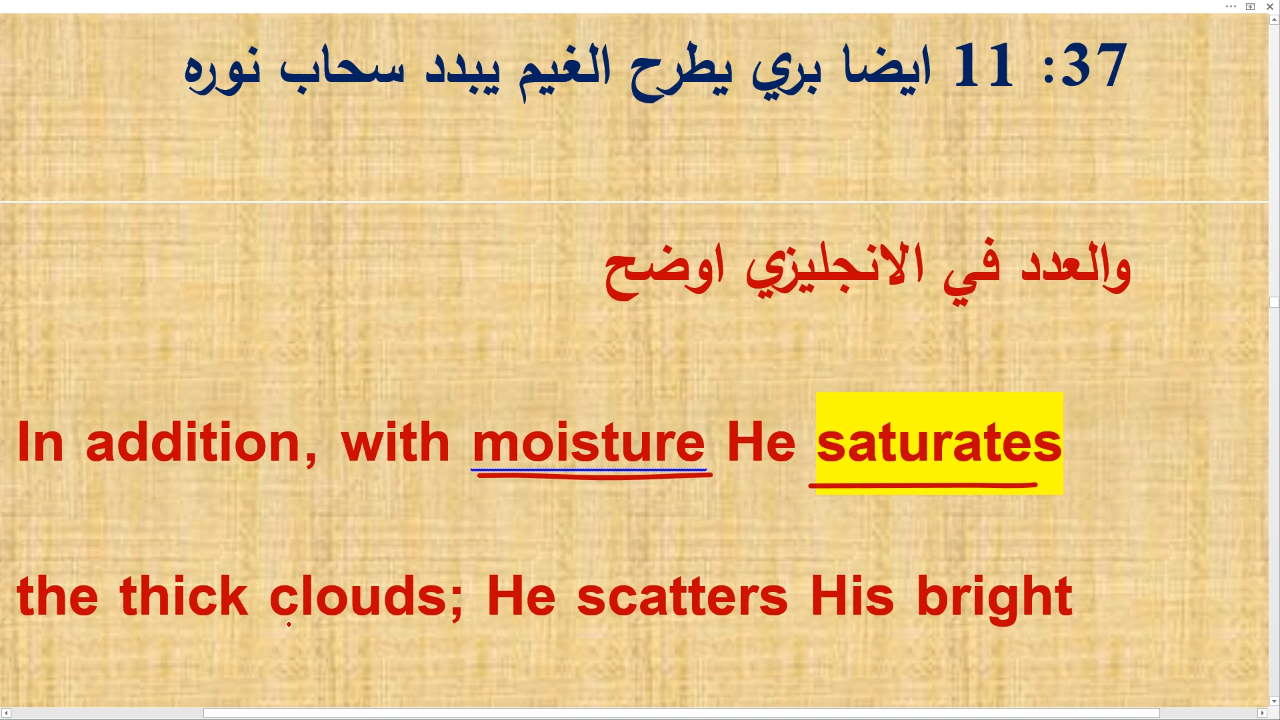 37: 11 ايضا بري يطرح الغيم يبدد سحاب نوره
والعدد في الانجليزي اوضح
In addition, with moisture He saturates
the thick clouds; He scatters His bright